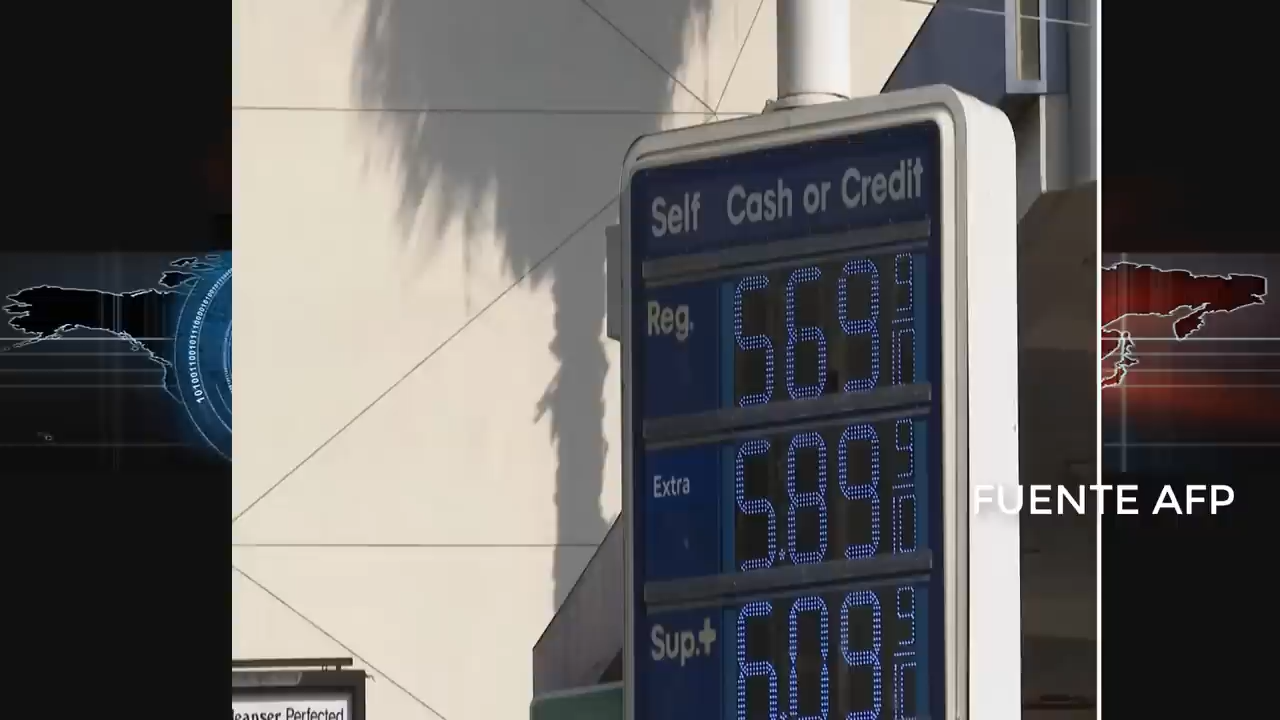 Self Cash or Credit
Reg. 5.69 9/10
Extra 5.89 9/10
Sup.+ 6.09 9
FUENTE AFP
Perfected